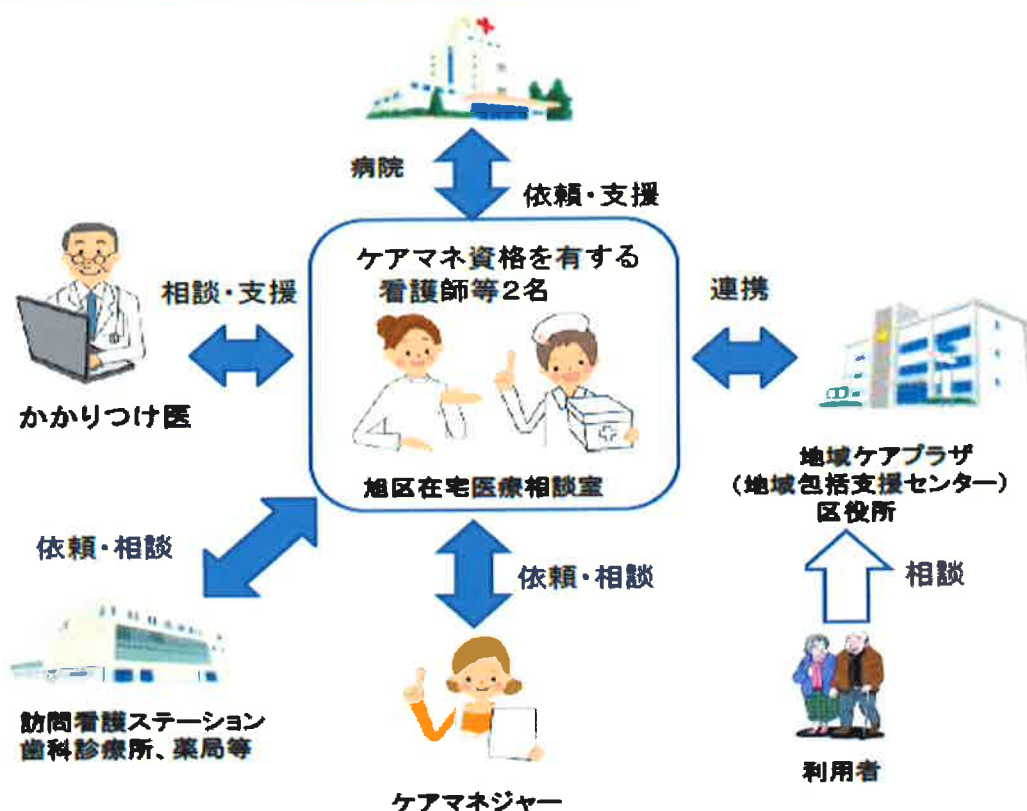 病院
依頼・支援
ケアマネ資格を有する
看護師等2名
相談・支援
連携
かかりつけ医
旭区在宅医療相談室
地域ケアプラザ
（地域包括支援センター）
区役所
依頼・相談
依頼・相談
相談
訪問看護ステーション
歯科診療所、薬局等
ケアマネジャー
利用者